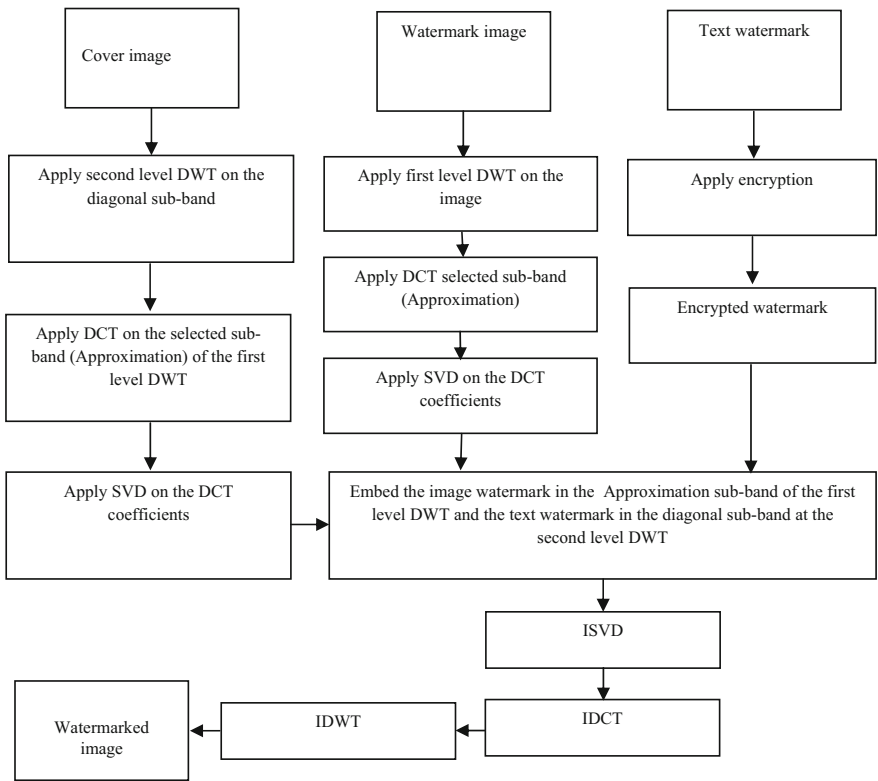 Cover image
Watermark image
Text watermark
Apply second level DWT on the
diagonal sub-band
Apply first level DWT on the
image
Apply encryption
Apply DCT selected sub-band
(Approximation)
Encrypted watermark
Apply DCT on the selected sub-
band (Approximation) of the first
level DWT
Apply SVD on the DCT
coefficients
Apply SVD on the DCT
coefficients
Embed the image watermark in the Approximation sub-band of the first
level DWT and the text watermark in the diagonal sub-band at the
second level DWT
ISVD
IDCT
IDWT
Watermarked
image